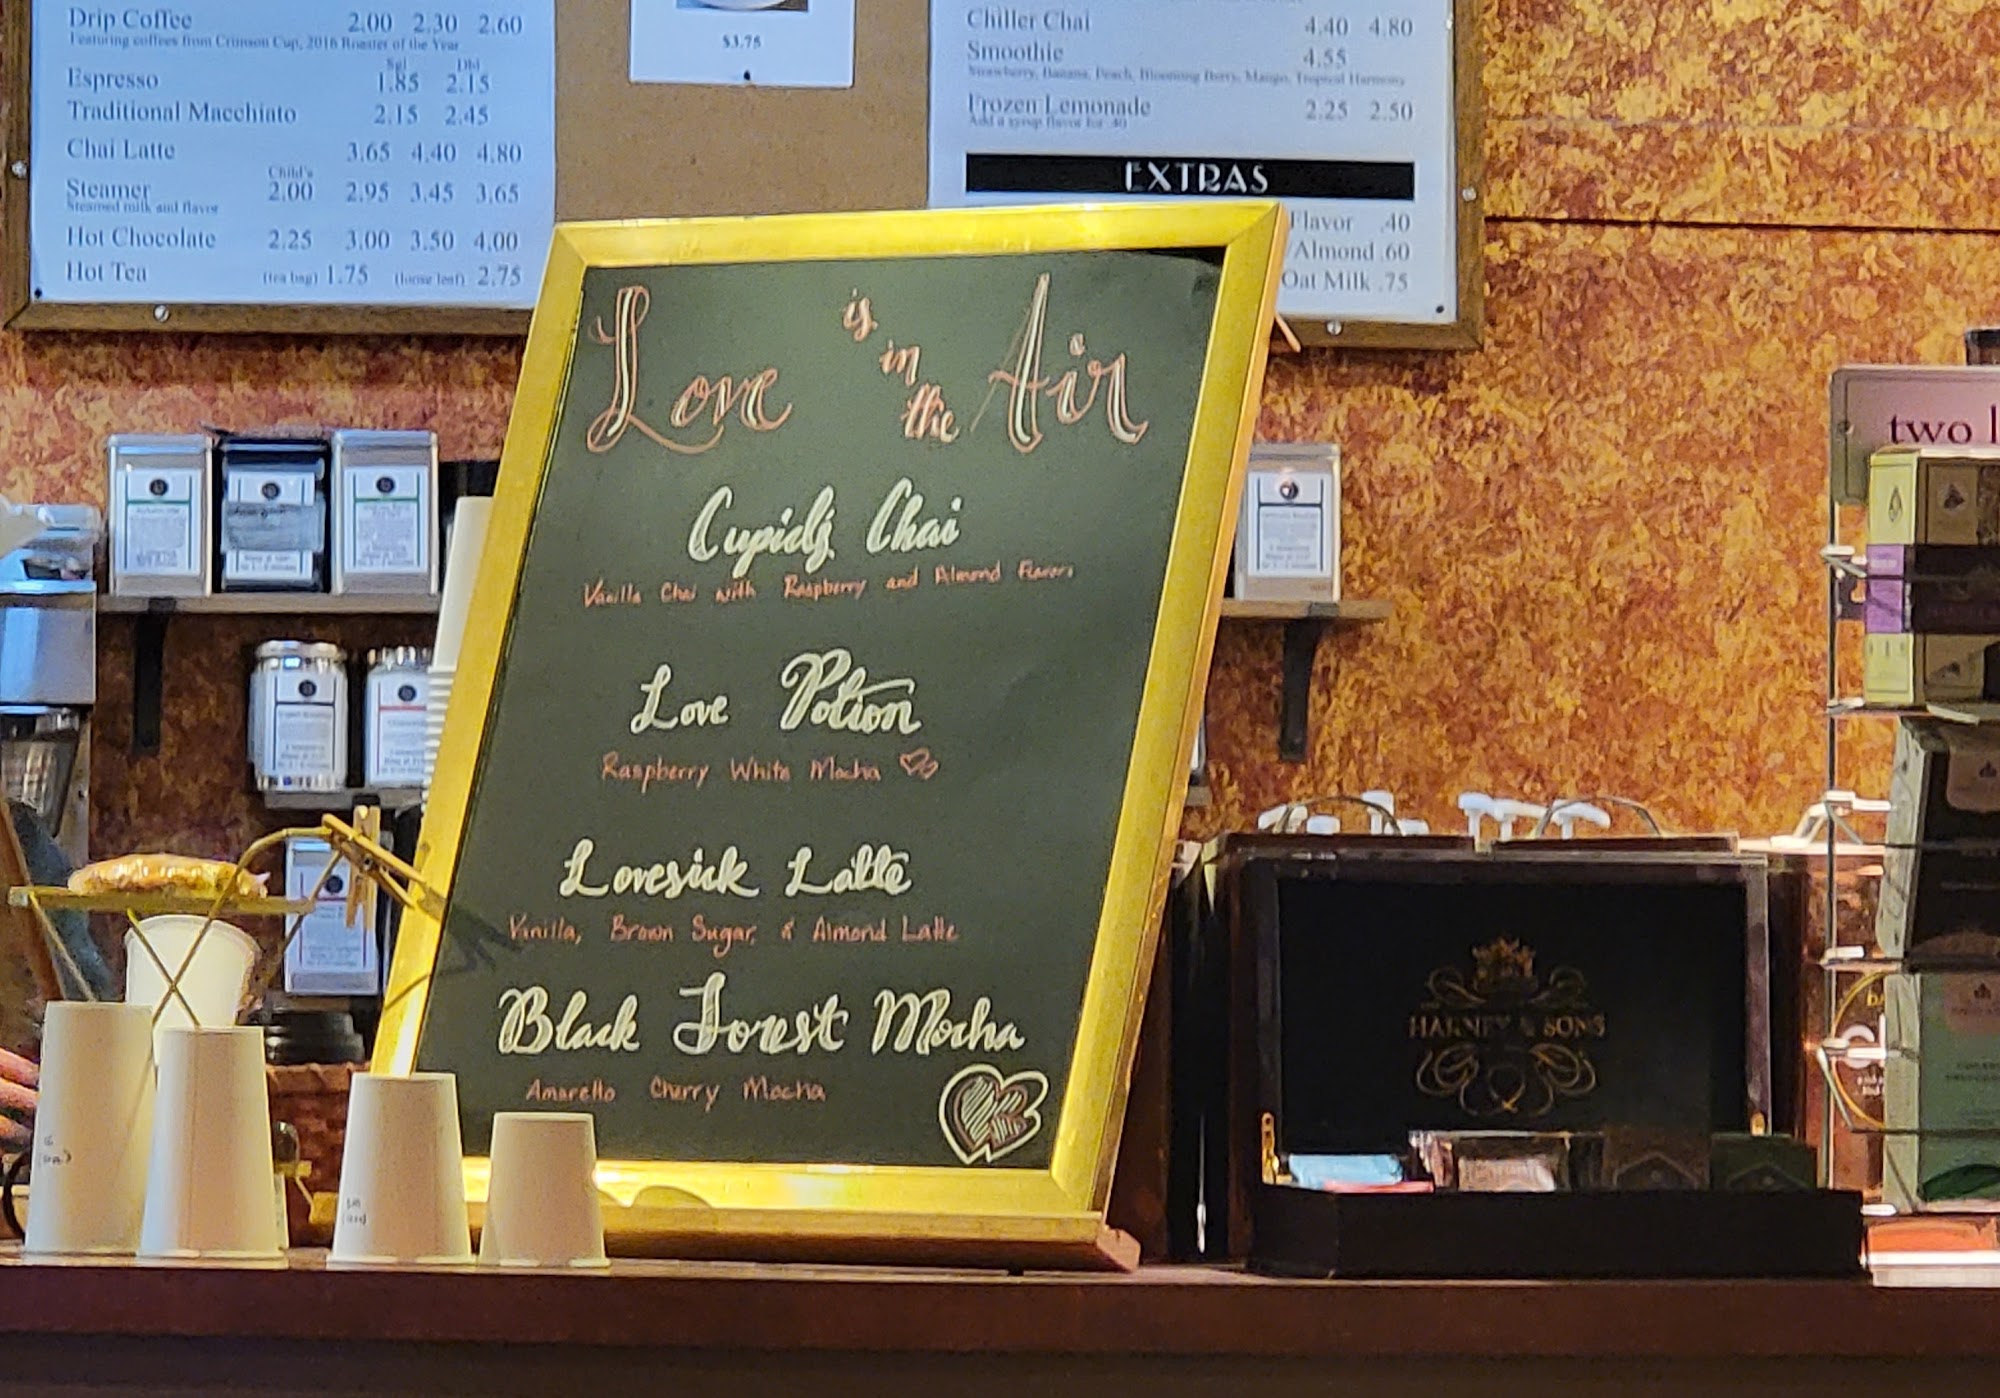 Drip Coffee 2.00 2.30 2.60
Featuring coffees from Crimson Cup, 2016 Roaster of the Year
Sgl Dbl
Espresso 1.85 2.15
Traditional Macchiato 2.15 2.45
Chai Latte 3.65 4.40 4.80
Child's
Steamer 2.00 2.95 3.45 3.65
Steamed milk and flavor
Hot Chocolate 2.25 3.00 3.50 4.00
Hot Tea (tea bag) 1.75 (loose leaf) 2.75
$3.75
Chiller Chai 4.40 4.80
Smoothie 4.55
Strawberry, Banana, Peach, Blooming Berry, Mango, Tropical Harmony
Frozen Lemonade 2.25 2.50
Add a syrup flavor for .40
EXTRAS
Flavor .40
Almond .60
Oat Milk .75
Love is in the Air
Cupid's Chai
Vanilla Chai with Raspberry and Almond Flavors
Love Potion
Raspberry White Mocha
Lovesick Latte
Vanilla, Brown Sugar, & Almond Latte
Black Forest Mocha
Amaretto Cherry Mocha
two l
HARNEY & SONS